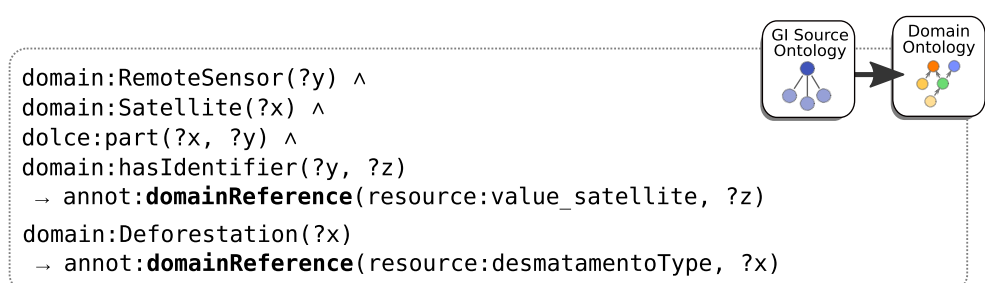 GI Source
Ontology
Domain
Ontology
domain:RemoteSensor(?y) ∧
domain:Satellite(?x) ∧
dolce:part(?x, ?y) ∧
domain:hasIdentifier(?y, ?z)
→ annot:domainReference(resource:value_satellite, ?z)
domain:Deforestation(?x)
→ annot:domainReference(resource:desmatamentoType, ?x)